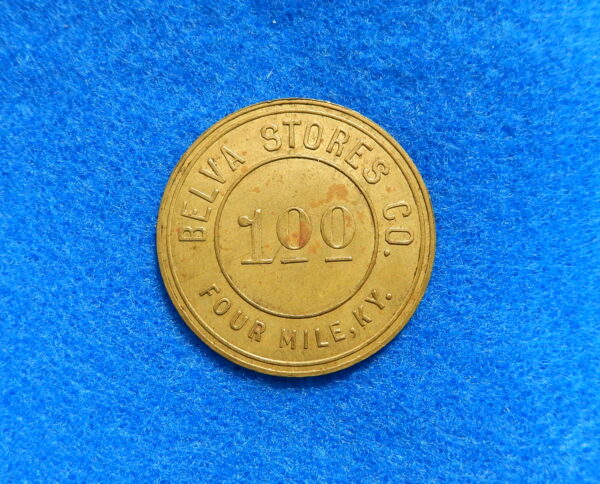 BELVA STORES CO.
100
FOUR MILE, KY.